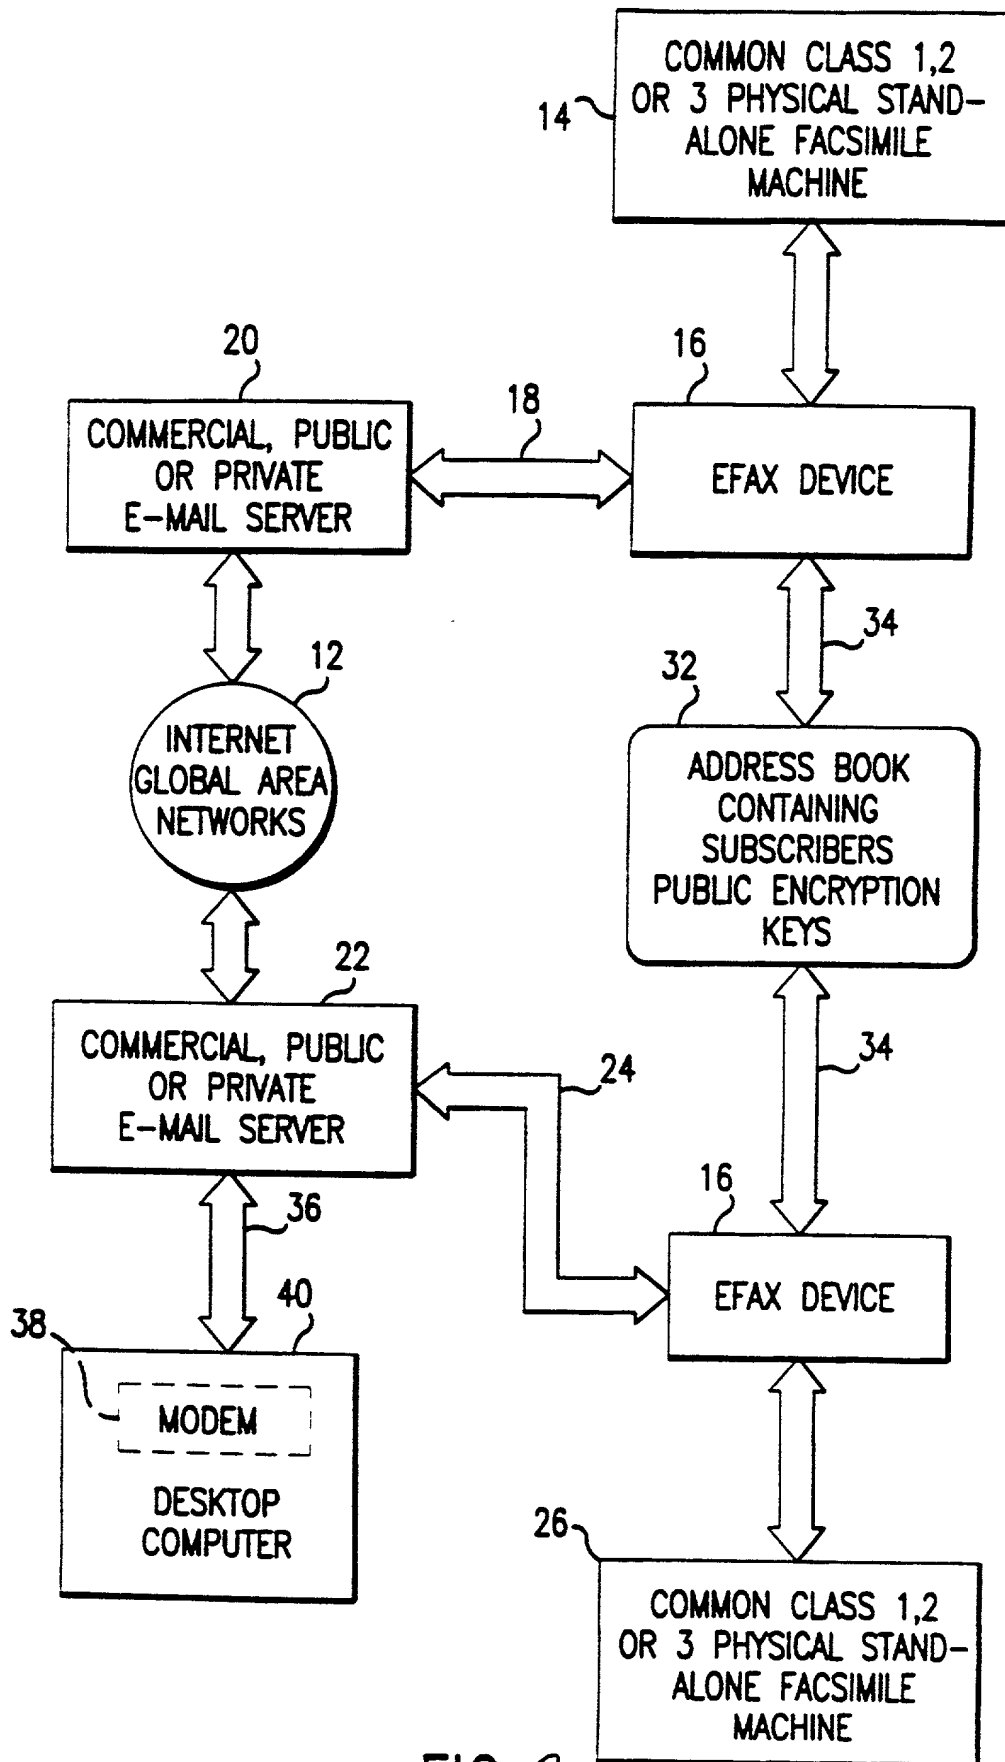 COMMON CLASS 1,2
OR 3 PHYSICAL STAND-
ALONE FACSIMILE
MACHINE
14
20
COMMERCIAL, PUBLIC
OR PRIVATE
E-MAIL SERVER
18
16
EFAX DEVICE
34
12
INTERNET
GLOBAL AREA
NETWORKS
32
ADDRESS BOOK
CONTAINING
SUBSCRIBERS
PUBLIC ENCRYPTION
KEYS
22
COMMERCIAL, PUBLIC
OR PRIVATE
E-MAIL SERVER
24
34
36
16
EFAX DEVICE
38
40
MODEM
DESKTOP
COMPUTER
26
COMMON CLASS 1,2
OR 3 PHYSICAL STAND-
ALONE FACSIMILE
MACHINE